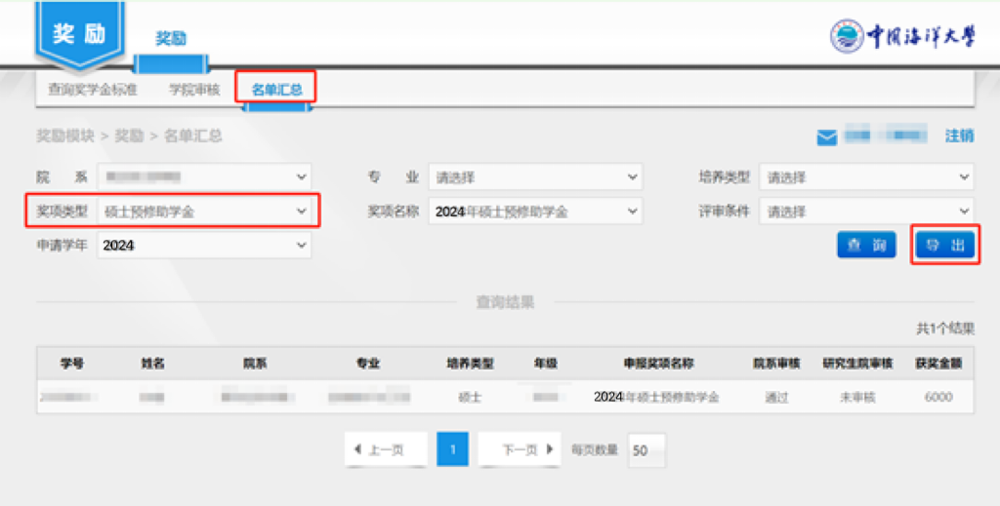 奖励
奖励
中国海洋大学
查询奖学金标准 学院审核 名单汇总
奖励模块 > 奖励 > 名单汇总
注销
院 系
专 业 请选择
培养类型 请选择
奖项类型 硕士预修助学金
奖项名称 2024年硕士预修助学金
评审条件 请选择
申请学年 2024
查 询 导 出
查询结果
共1个结果
学号 姓名 院系 专业 培养类型 年级 申报奖项名称 院系审核 研究生院审核 获奖金额
硕士 2024年硕士预修助学金 通过 未审核 6000
上一页 1 下一页 每页数量 50